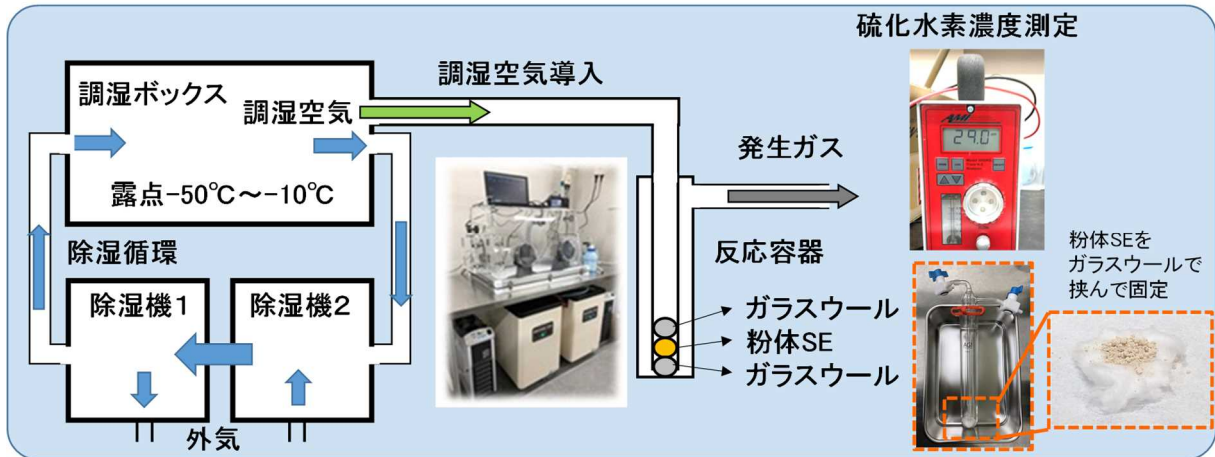 硫化水素濃度測定
調湿空気導入
調湿ボックス
調湿空気
露点-50℃~-10℃
29.0
発生ガス
除湿循環
反応容器
粉体SEを
ガラスウールで
挟んで固定
除湿機1
除湿機2
ガラスウール
粉体SE
ガラスウール
外気